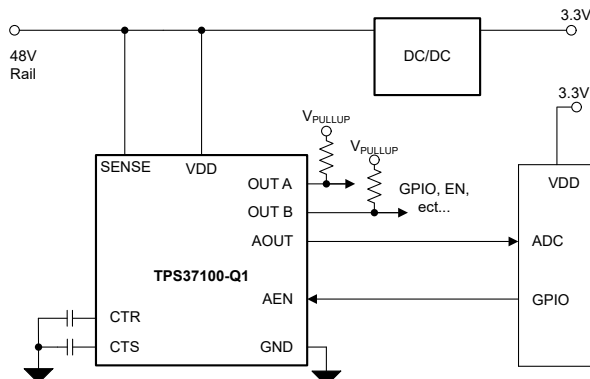 3.3V
48V
Rail
DC/DC
3.3V
VPULLUP
VPULLUP
SENSE
VDD
VDD
OUT A
GPIO, EN,
ect...
OUT B
AOUT
ADC
TPS37100-Q1
AEN
GPIO
CTR
CTS
GND